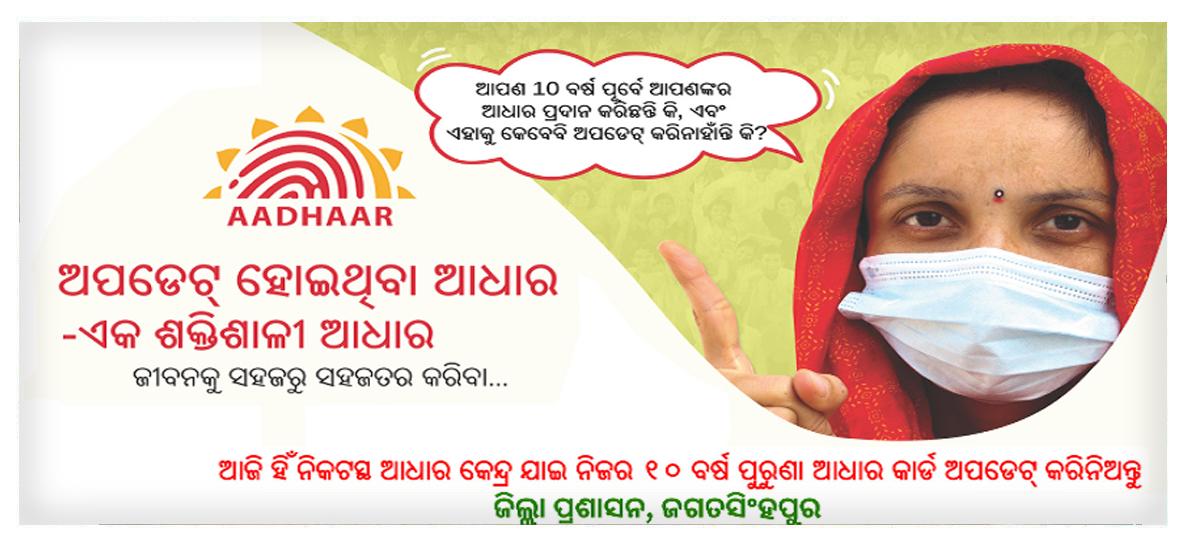 ଆପଣ 10 ବର୍ଷ ପୂର୍ବେ ଆପଣଙ୍କର
ଆଧାର ପ୍ରଦାନ କରିଛନ୍ତି କି, ଏବଂ
ଏହାକୁ କେବେବି ଅପଡେଟ୍ କରିନାହାଁନ୍ତି କି?
AADHAAR
ଅପଡେଟ୍ ହୋଇଥିବା ଆଧାର
-ଏକ ଶକ୍ତିଶାଳୀ ଆଧାର
ଜୀବନକୁ ସହଜରୁ ସହଜତର କରିବା...
ଆଜି ହିଁ ନିକଟସ୍ଥ ଆଧାର କେନ୍ଦ୍ର ଯାଇ ନିଜର ୧୦ ବର୍ଷ ପୁରୁଣା ଆଧାର କାର୍ଡ ଅପଡେଟ୍ କରିନିଅନ୍ତୁ
ଜିଲ୍ଲା ପ୍ରଶାସନ, ଜଗତସିଂହପୁର